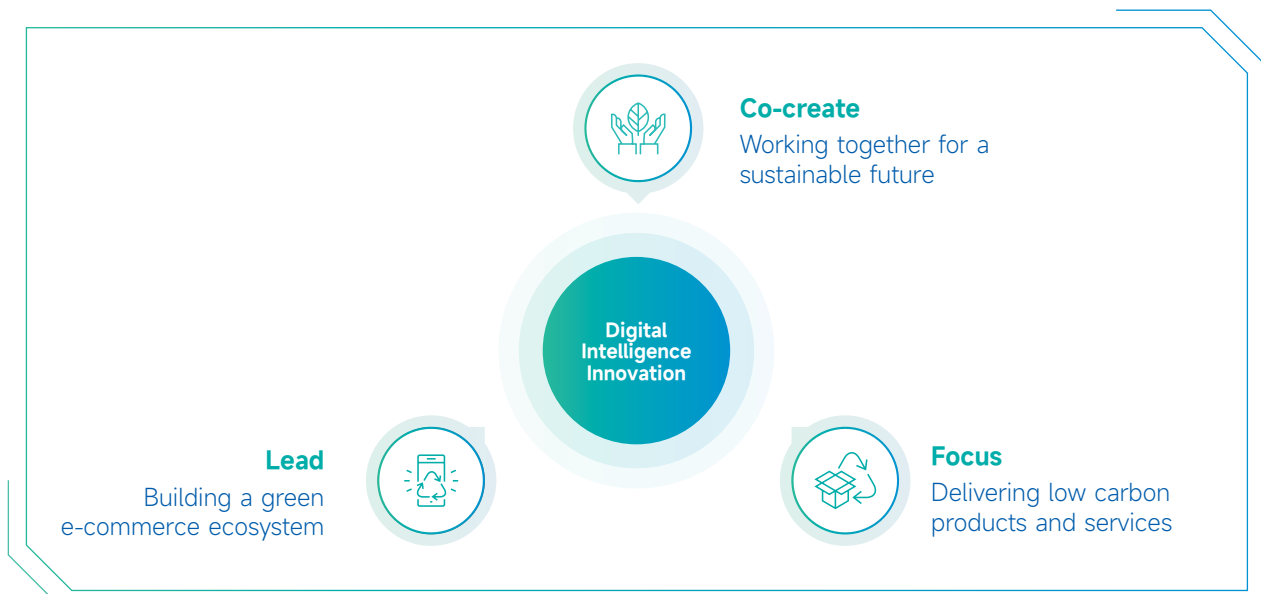 Co-create
Working together for a
sustainable future
Digital
Intelligence
Innovation
Lead
Building a green
e-commerce ecosystem
Focus
Delivering low carbon
products and services